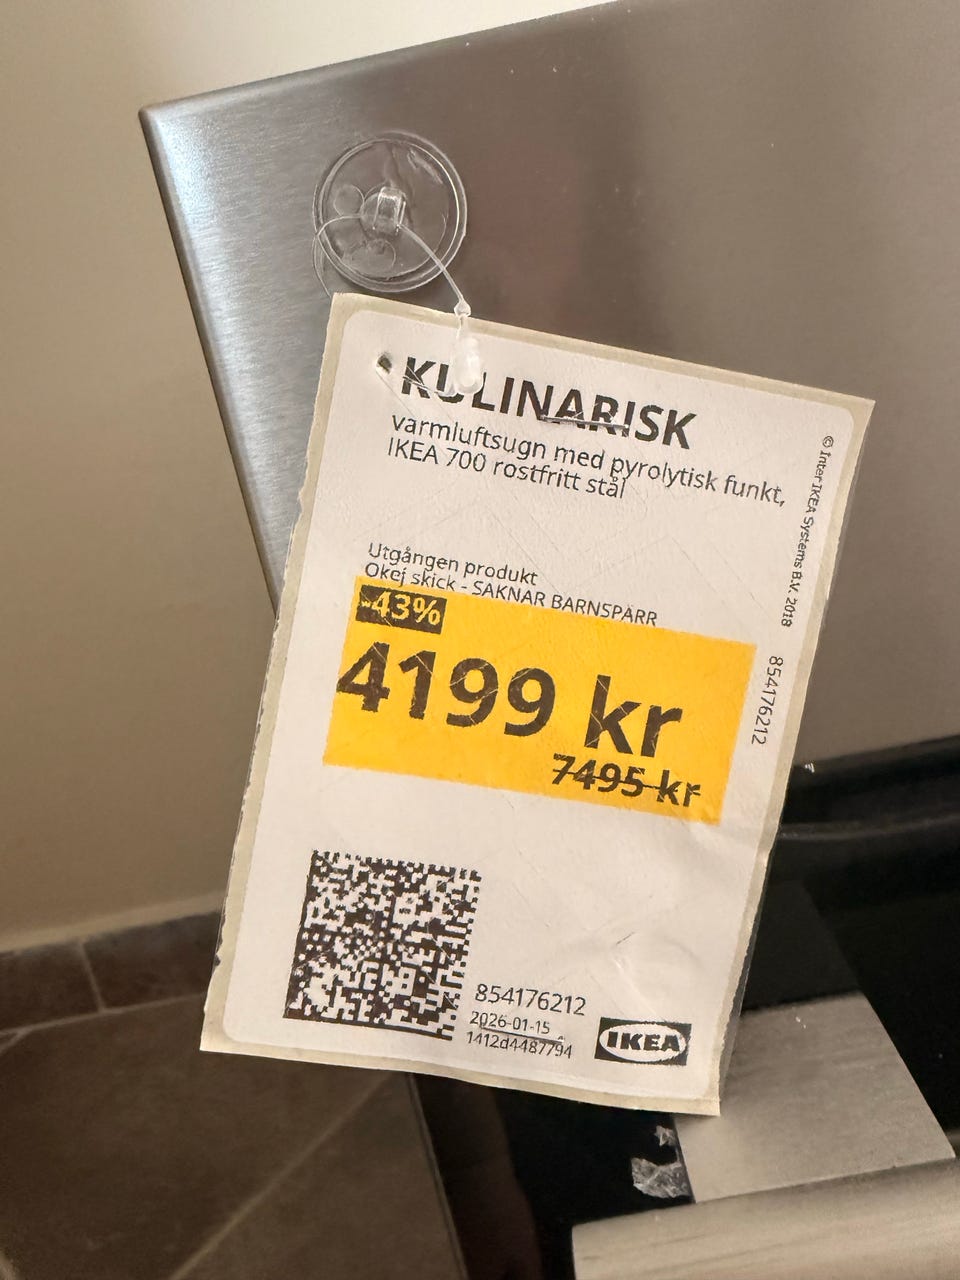 KULINARISK
varmluftsugn med pyrolytisk funkt,
IKEA 700 rostfritt stål
Utgången produkt
Okej skick - SAKNAR BARNSPÄRR
-43%
4199 kr
7495 kr
854176212
2026-01-15
1412d4487794
IKEA
© Inter IKEA Systems B.V. 2018
854176212